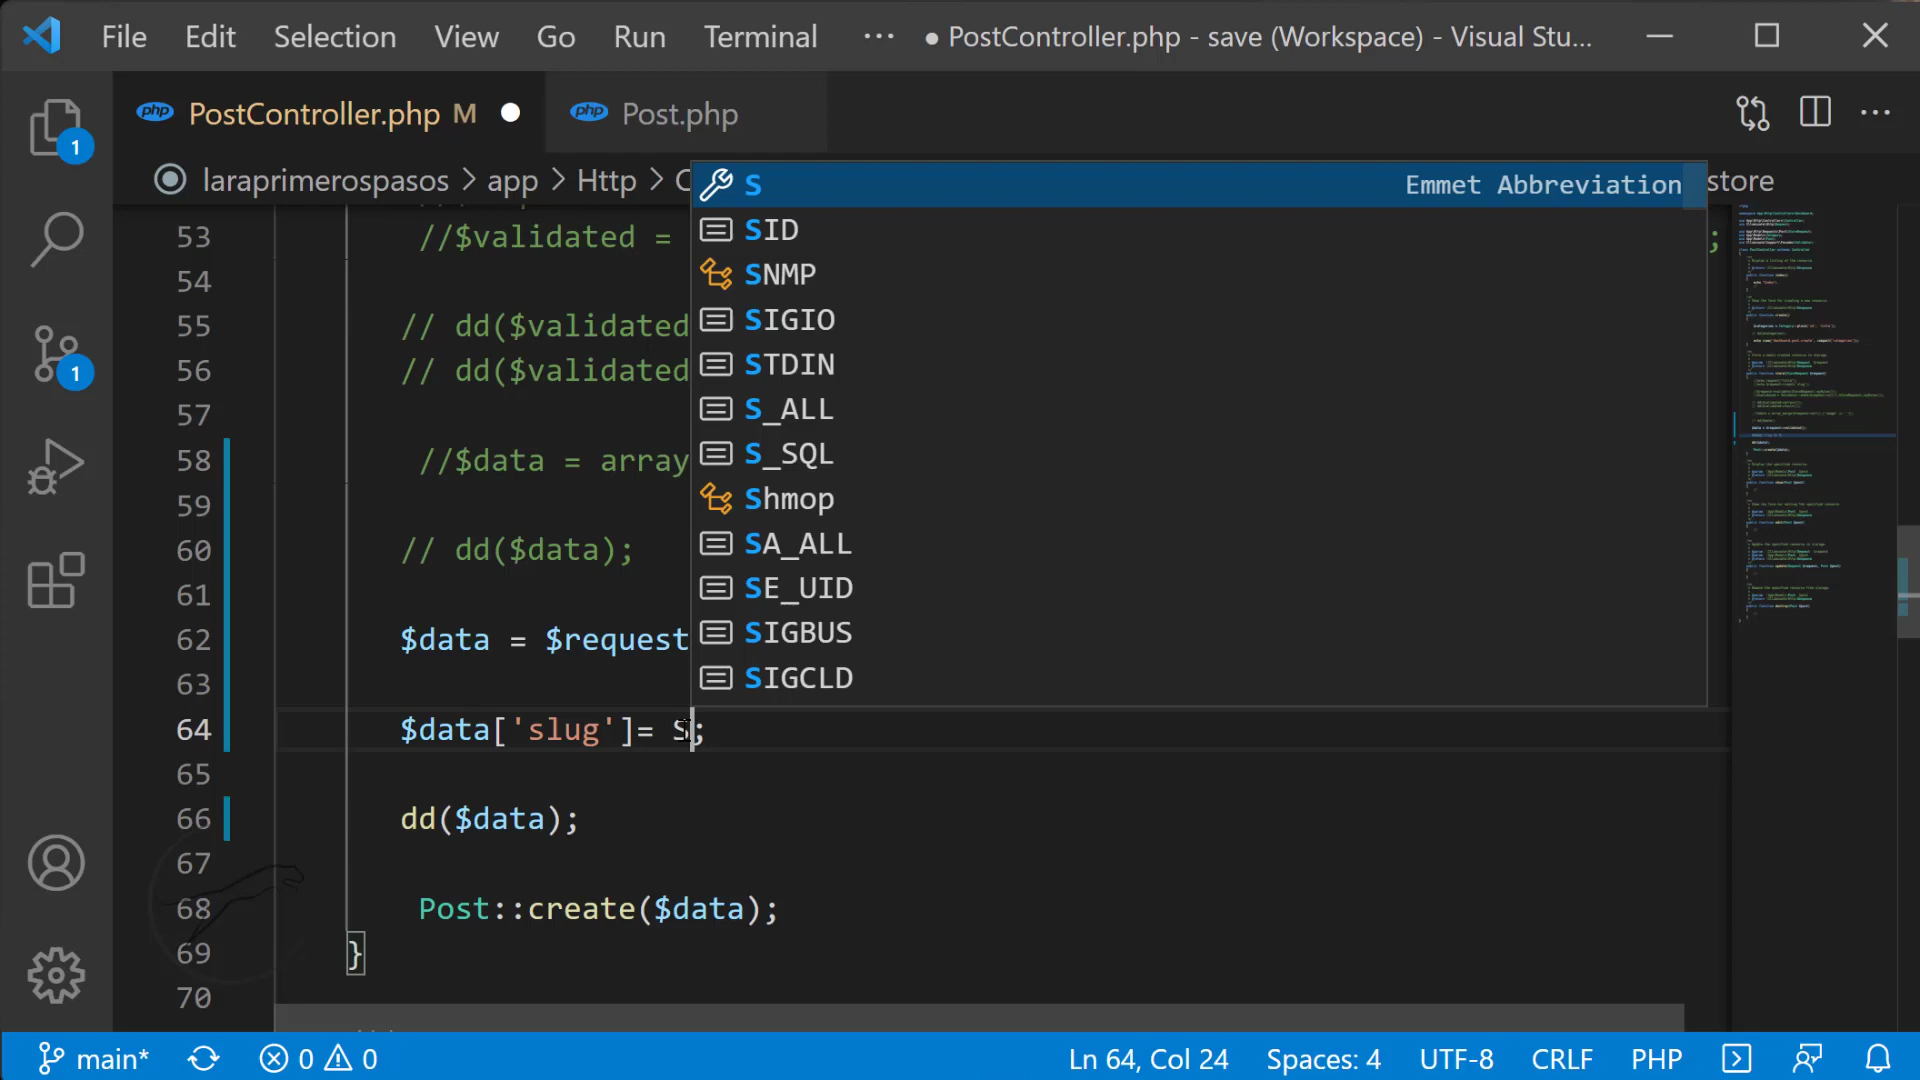 File Edit Selection View Go Run Terminal ··· ● PostController.php - save (Workspace) - Visual Stu...
php PostController.php M php Post.php
laraprimerospasos > app > Http > C store
S Emmet Abbreviation
SID
SNMP
SIGIO
STDIN
S_ALL
S_SQL
Shmop
SA_ALL
SE_UID
SIGBUS
SIGCLD
53 //$validated = ;
54
55 // dd($validated
56 // dd($validated
57
58 //$data = array
59
60 // dd($data);
61
62 $data = $request
63
64 $data['slug']= S;
65
66 dd($data);
67
68 Post::create($data);
69 }
70
1
1
main* 0 0 Ln 64, Col 24 Spaces: 4 UTF-8 CRLF PHP